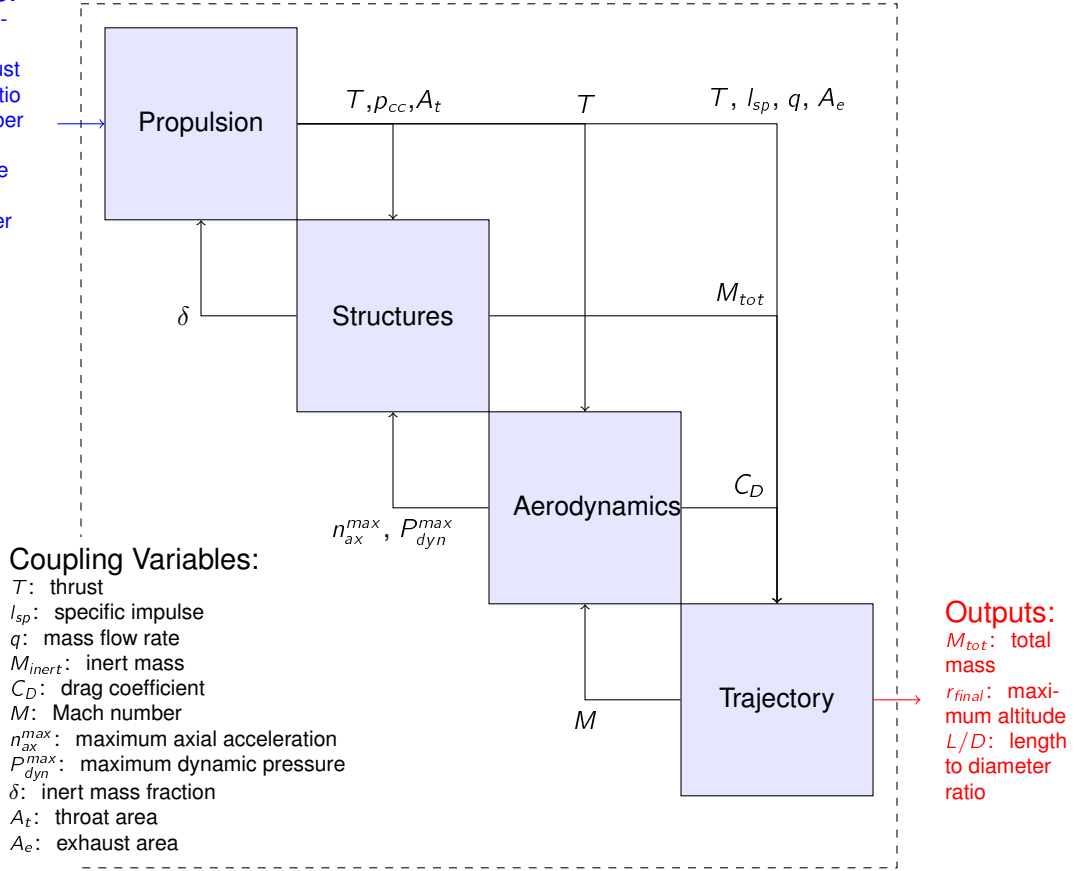 Propulsion
T,p_cc,A_t
T
T, I_sp, q, A_e
Structures
δ
M_tot
Aerodynamics
n_ax^max, P_dyn^max
C_D
Trajectory
M
Coupling Variables:
T: thrust
I_sp: specific impulse
q: mass flow rate
M_inert: inert mass
C_D: drag coefficient
M: Mach number
n_ax^max: maximum axial acceleration
P_dyn^max: maximum dynamic pressure
δ: inert mass fraction
A_t: throat area
A_e: exhaust area
Outputs:
M_tot: total
mass
r_final: maxi-
mum altitude
L/D: length
to diameter
ratio